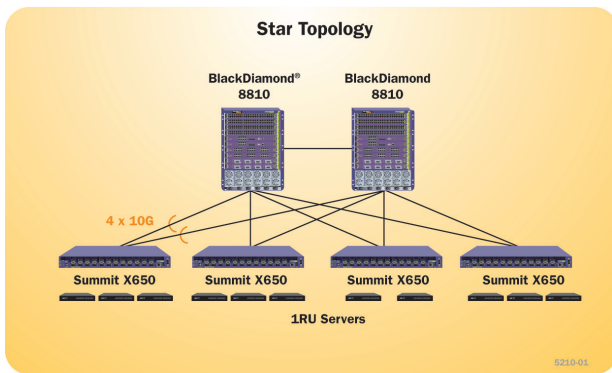 Star Topology
BlackDiamond® BlackDiamond
8810 8810
4 x 10G
Summit X650 Summit X650 Summit X650 Summit X650
1RU Servers
5210-01